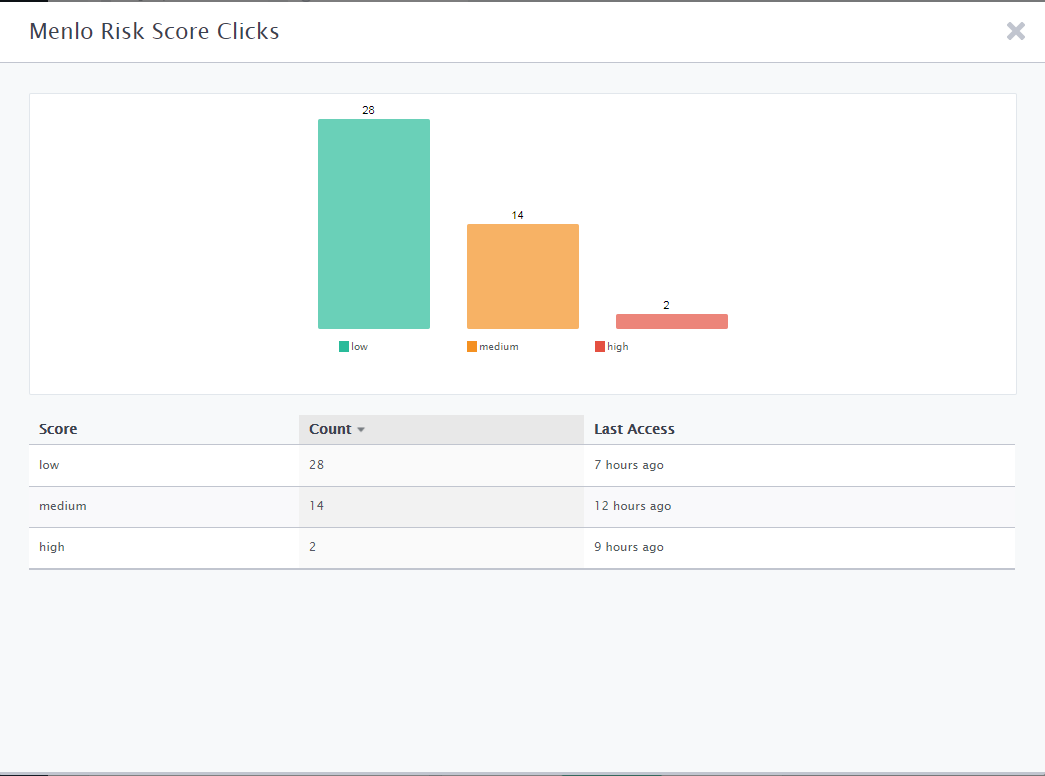 Menlo Risk Score Clicks
28
14
2
low medium high
Score Count Last Access
low 28 7 hours ago
medium 14 12 hours ago
high 2 9 hours ago